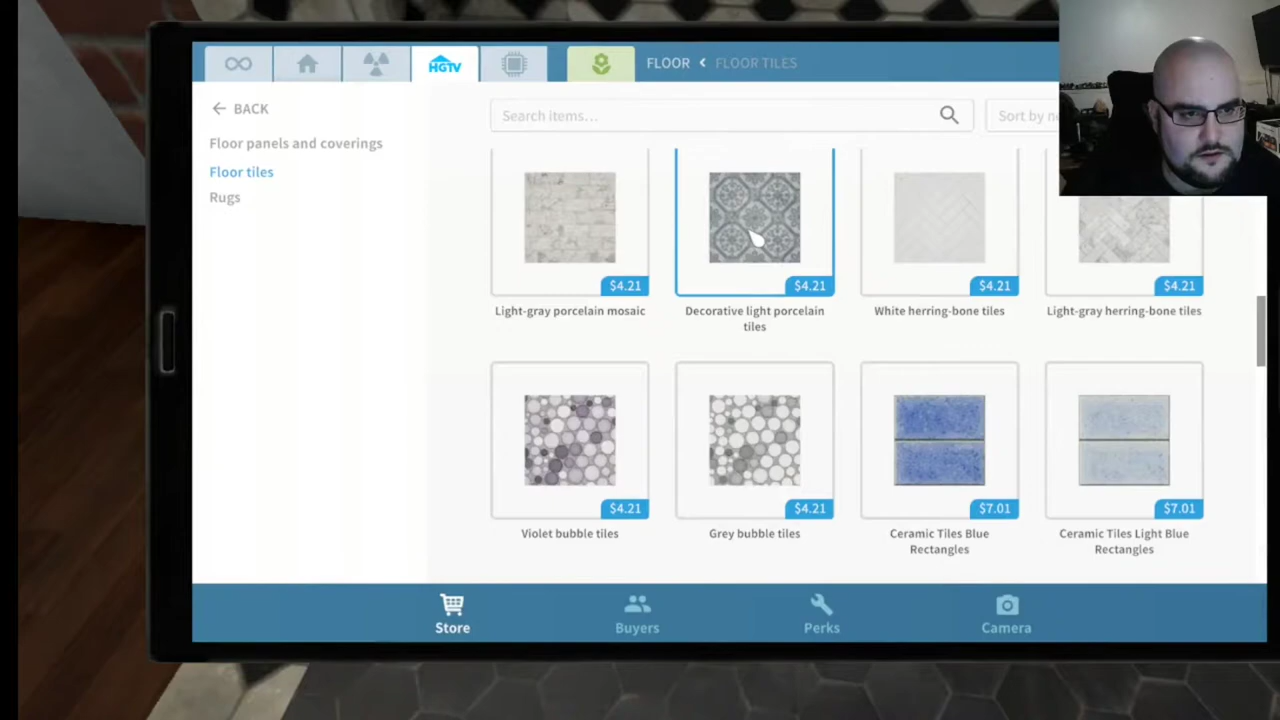 HGTV
FLOOR < FLOOR TILES
BACK
Search items...
Sort by ne
Floor panels and coverings
Floor tiles
Rugs
$4.21
$4.21
$4.21
$4.21
Light-gray porcelain mosaic
Decorative light porcelain
tiles
White herring-bone tiles
Light-gray herring-bone tiles
$4.21
$4.21
$7.01
$7.01
Violet bubble tiles
Grey bubble tiles
Ceramic Tiles Blue
Rectangles
Ceramic Tiles Light Blue
Rectangles
Store
Buyers
Perks
Camera